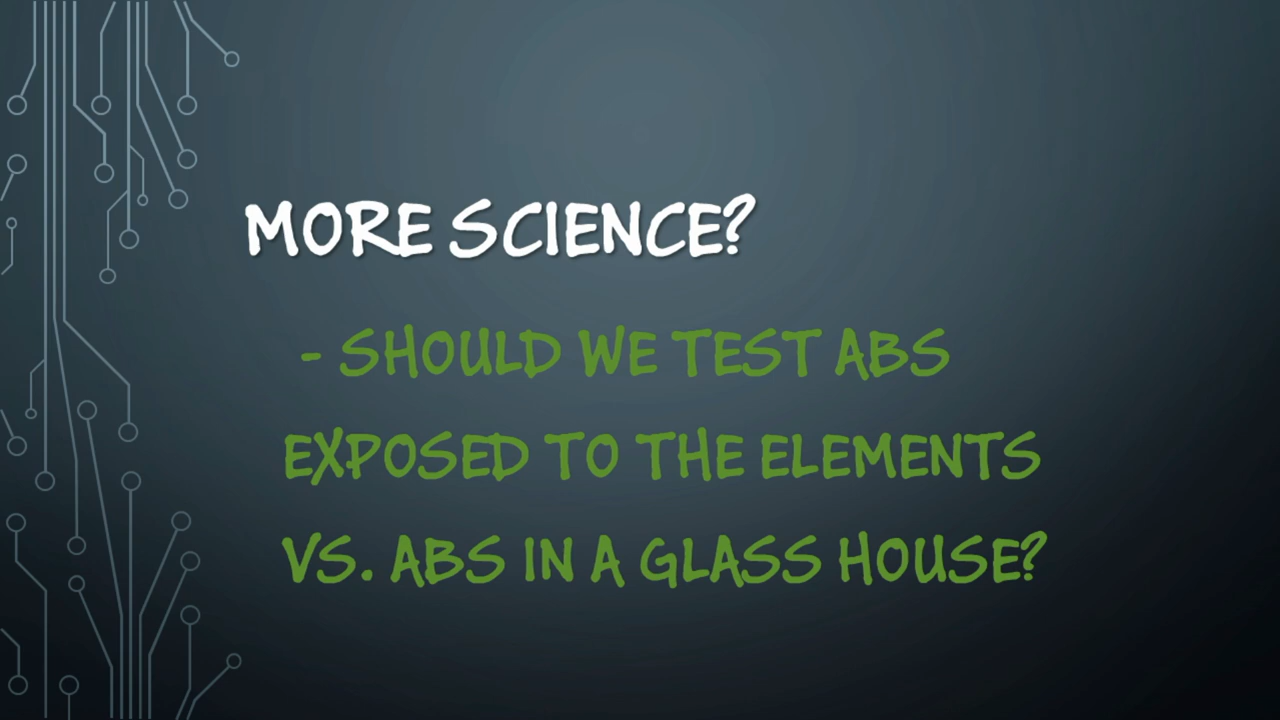 MORE SCIENCE?
- SHOULD WE TEST ABS
EXPOSED TO THE ELEMENTS
VS. ABS IN A GLASS HOUSE?